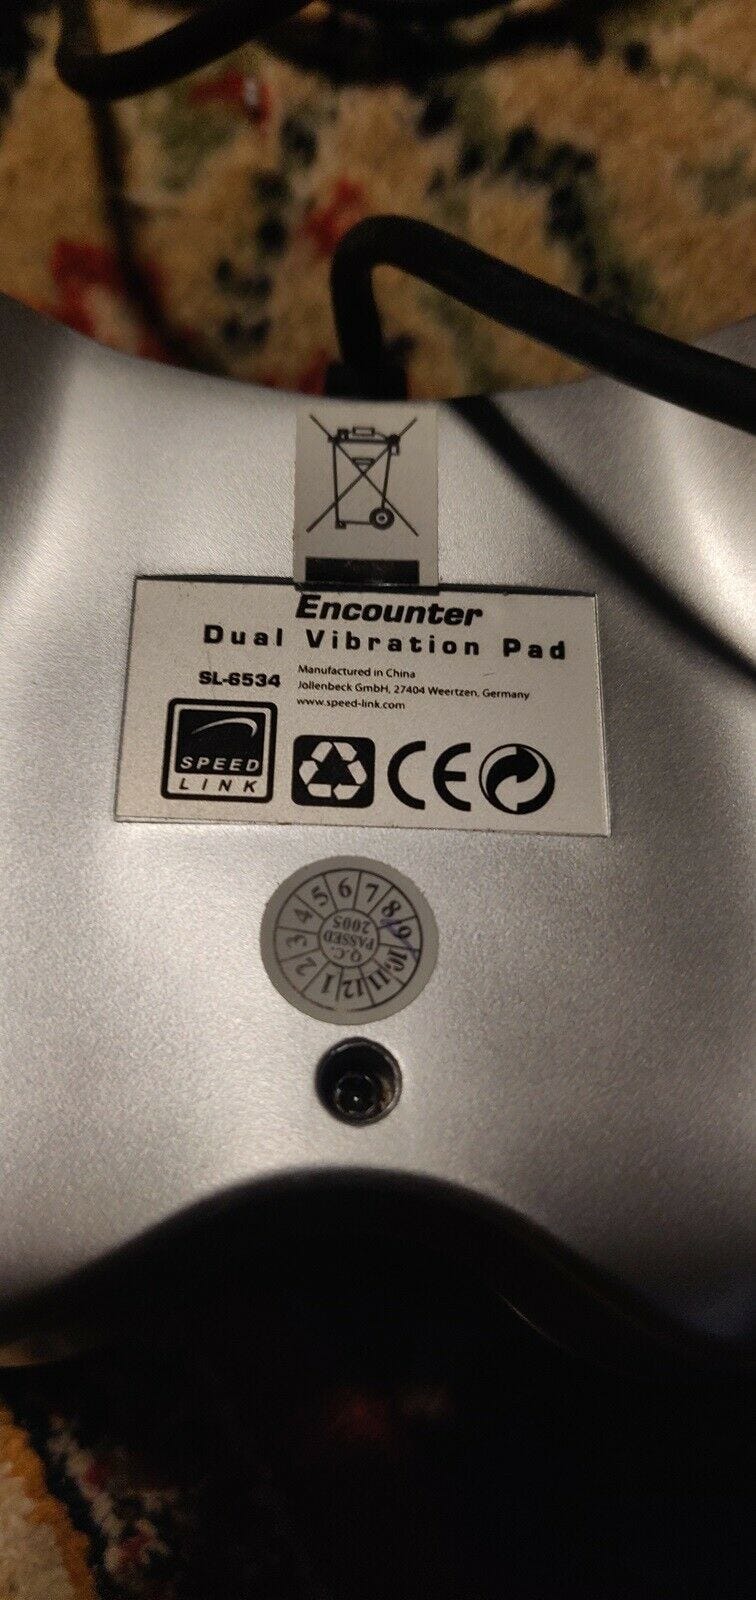 Encounter
Dual Vibration Pad
SL-6534
Manufactured in China
Jollenbeck GmbH, 27404 Weertzen, Germany
www.speed-link.com
SPEED
LINK
CE
1 2 3 4 5 6 7 8 9 10 11 12
Q.C.
PASSED
2005